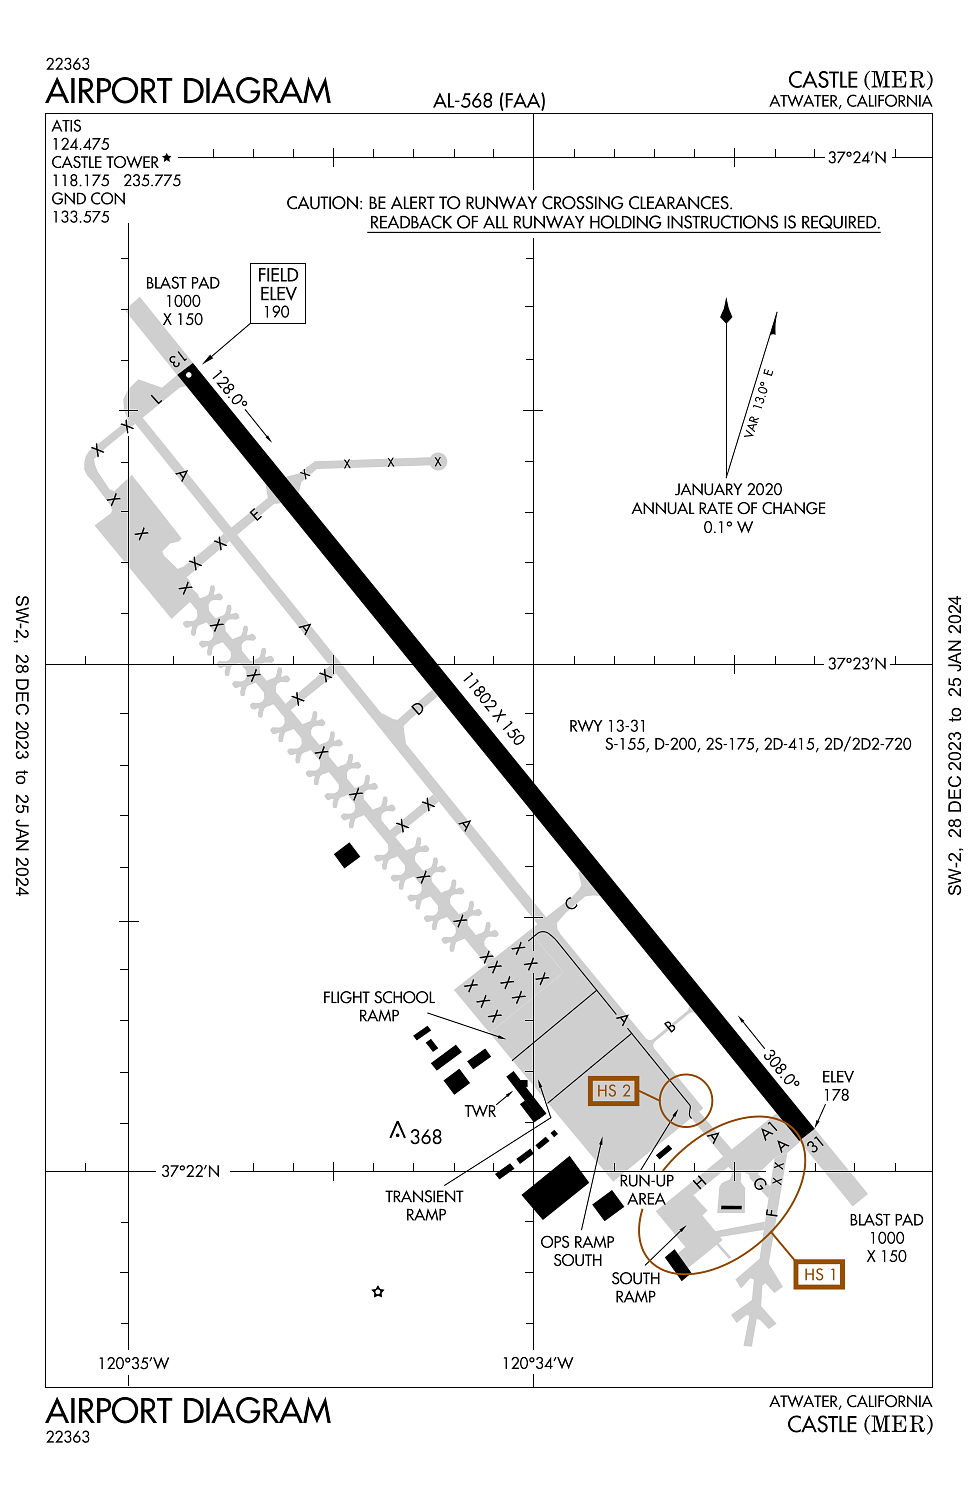 22363
AIRPORT DIAGRAM
AL-568 (FAA)
CASTLE (MER)
ATWATER, CALIFORNIA
ATIS
124.475
CASTLE TOWER★
118.175 235.775
GND CON
133.575
37°24'N
CAUTION: BE ALERT TO RUNWAY CROSSING CLEARANCES.
READBACK OF ALL RUNWAY HOLDING INSTRUCTIONS IS REQUIRED.
BLAST PAD
1000
X 150
FIELD
ELEV
190
13
128.0°
L
X
X
A
X
X
E
X
X
X
X
X
X
X
X
VAR 13.0° E
JANUARY 2020
ANNUAL RATE OF CHANGE
0.1° W
X
A
37°23'N
X
X
X
D
11802 X 150
RWY 13-31
S-155, D-200, 2S-175, 2D-415, 2D/2D2-720
X
X
X
X
A
X
C
X
X
X
X
X
X
X
X
X
X
X
X
FLIGHT SCHOOL
RAMP
A
B
308.0°
ELEV
178
HS 2
TWR
368
A
A1
A
31
37°22'N
X
X
H
G
F
RUN-UP
AREA
TRANSIENT
RAMP
OPS RAMP
SOUTH
SOUTH
RAMP
BLAST PAD
1000
X 150
HS 1
120°35'W
120°34'W
SW-2, 28 DEC 2023 to 25 JAN 2024
SW-2, 28 DEC 2023 to 25 JAN 2024
AIRPORT DIAGRAM
22363
ATWATER, CALIFORNIA
CASTLE (MER)